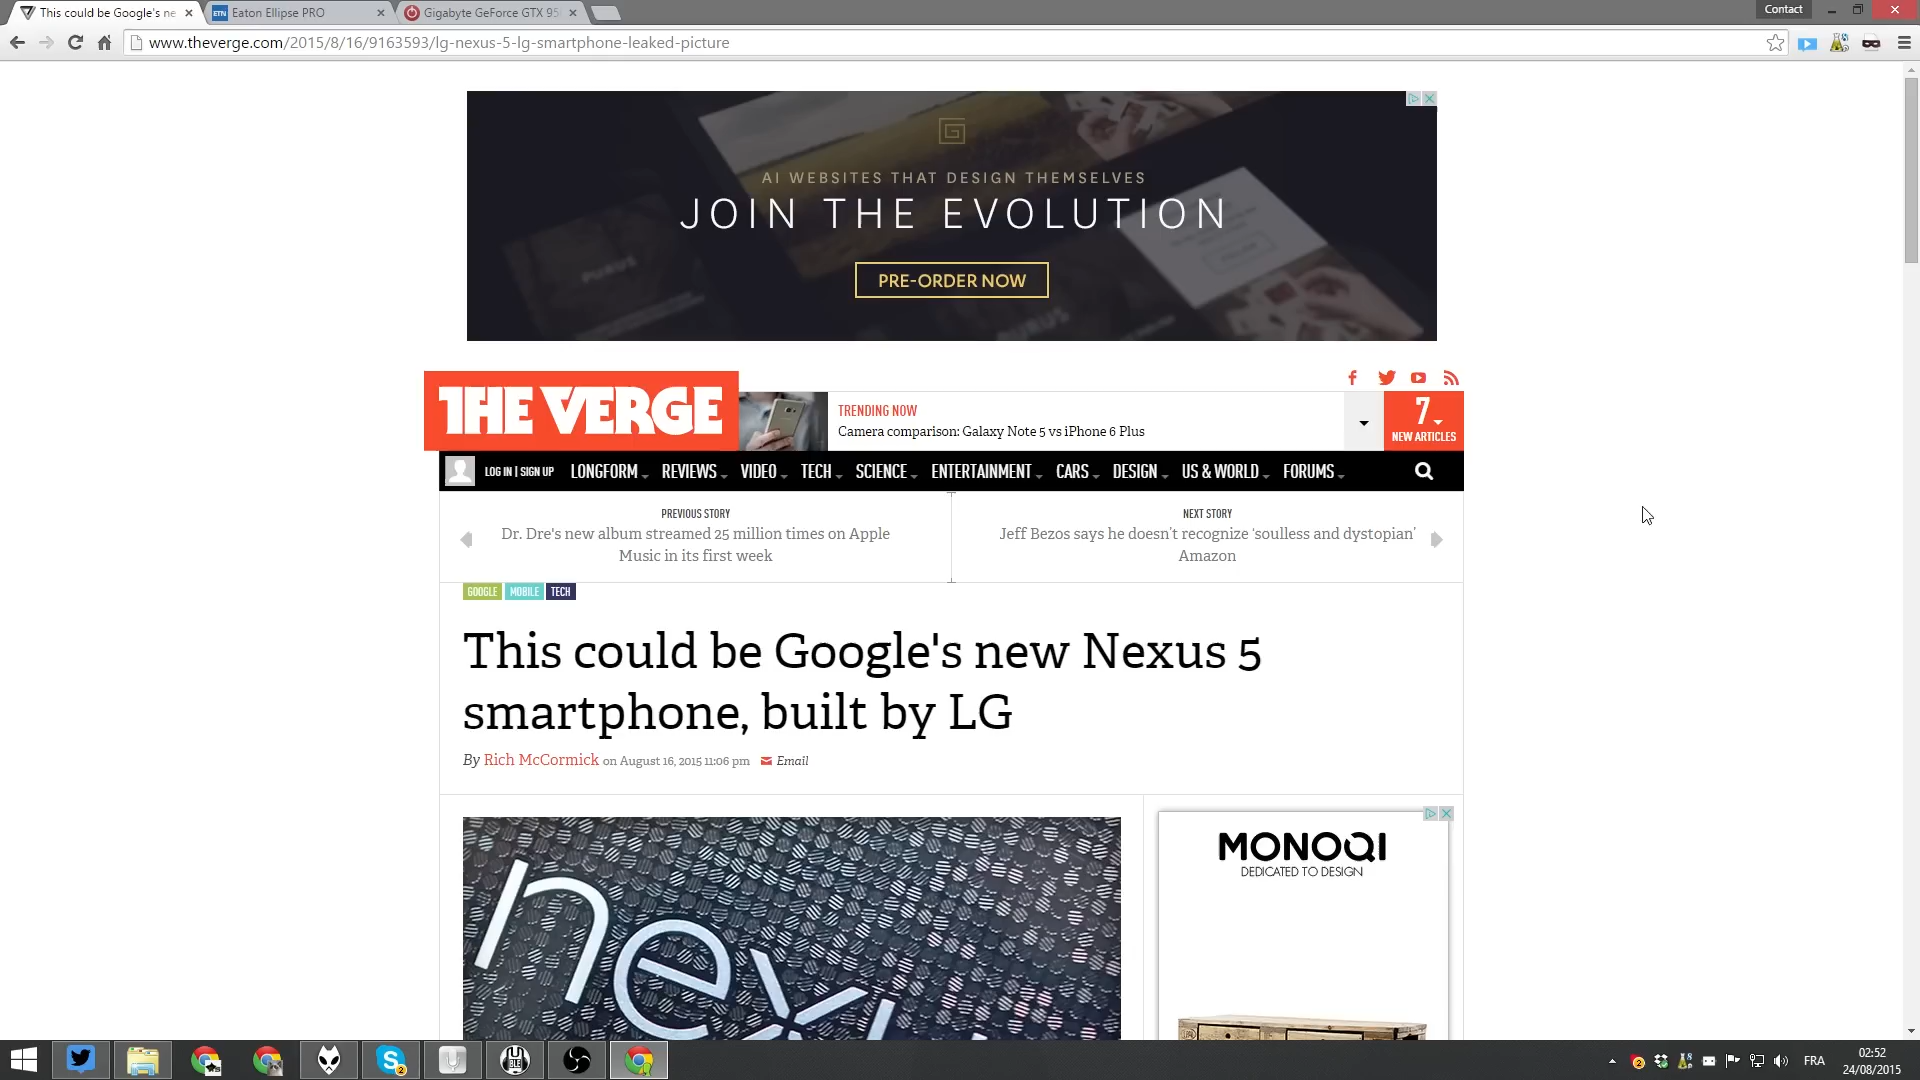 This could be Google's ne
Eaton Ellipse PRO
Gigabyte GeForce GTX 95
Contact
www.theverge.com/2015/8/16/9163593/lg-nexus-5-lg-smartphone-leaked-picture
AI WEBSITES THAT DESIGN THEMSELVES
JOIN THE EVOLUTION
PRE-ORDER NOW
THE VERGE
TRENDING NOW
Camera comparison: Galaxy Note 5 vs iPhone 6 Plus
7
NEW ARTICLES
LOG IN | SIGN UP LONGFORM REVIEWS VIDEO TECH SCIENCE ENTERTAINMENT CARS DESIGN US & WORLD FORUMS
PREVIOUS STORY
Dr. Dre's new album streamed 25 million times on Apple
Music in its first week
NEXT STORY
Jeff Bezos says he doesn't recognize 'soulless and dystopian'
Amazon
GOOGLE MOBILE TECH
This could be Google's new Nexus 5
smartphone, built by LG
By Rich McCormick on August 16, 2015 11:06 pm Email
MONOQI
DEDICATED TO DESIGN
FRA
02:52
24/08/2015